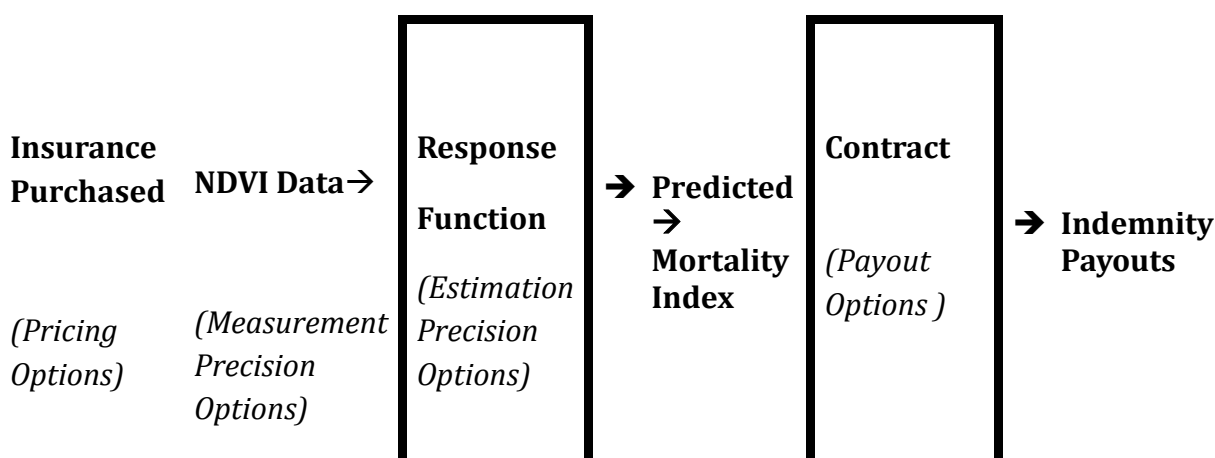 Insurance
Purchased
(Pricing
Options)
NDVI Data→
(Measurement
Precision
Options)
Response
Function
(Estimation
Precision
Options)
➔ Predicted
→
Mortality
Index
Contract
(Payout
Options )
➔ Indemnity
Payouts